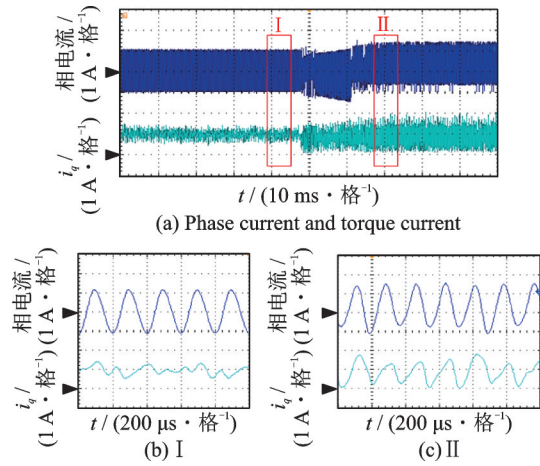 I
II
相电流 /
(1 A·格⁻¹)
i_q /
(1 A·格⁻¹)
t / (10 ms·格⁻¹)
(a) Phase current and torque current
相电流 /
(1 A·格⁻¹)
i_q /
(1 A·格⁻¹)
t / (200 μs·格⁻¹)
(b) I
相电流 /
(1 A·格⁻¹)
i_q /
(1 A·格⁻¹)
t / (200 μs·格⁻¹)
(c) II